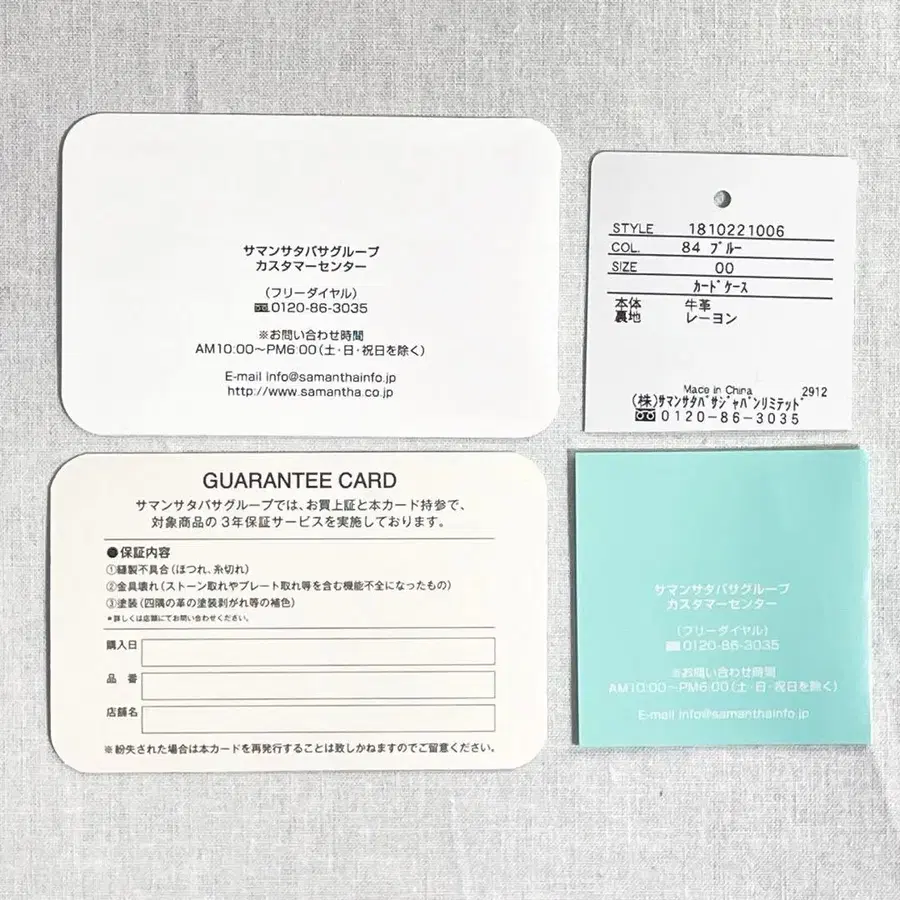 サマンサタバサグループ
カスタマーセンター
(フリーダイヤル)
0120-86-3035
※お問い合わせ時間
AM10:00〜PM6:00(土・日・祝日を除く)
E-mail info@samanthainfo.jp
http://www.samantha.co.jp
STYLE 1810221006
COL. 84 ブルー
SIZE 00
カードケース
本体 牛革
裏地 レーヨン
Made in China 2912
(株)サマンサタバサジャパンリミテッド
0120-86-3035
GUARANTEE CARD
サマンサタバサグループでは、お買上証と本カード持参で、
対象商品の3年保証サービスを実施しております。
●保証内容
①縫製不具合(ほつれ、糸切れ)
②金具壊れ(ストーン取れやプレート取れ等を含む機能不全になったもの)
③塗装(四隅の革の塗装剥がれ等の補色)
*詳しくは店頭にてお問い合わせください。
購入日
品 番
店舗名
※紛失された場合は本カードを再発行することは致しかねますのでご留意ください。
サマンサタバサグループ
カスタマーセンター
(フリーダイヤル)
0120-86-3035
※お問い合わせ時間
AM10:00〜PM6:00(土・日・祝日を除く)
E-mail info@samanthainfo.jp